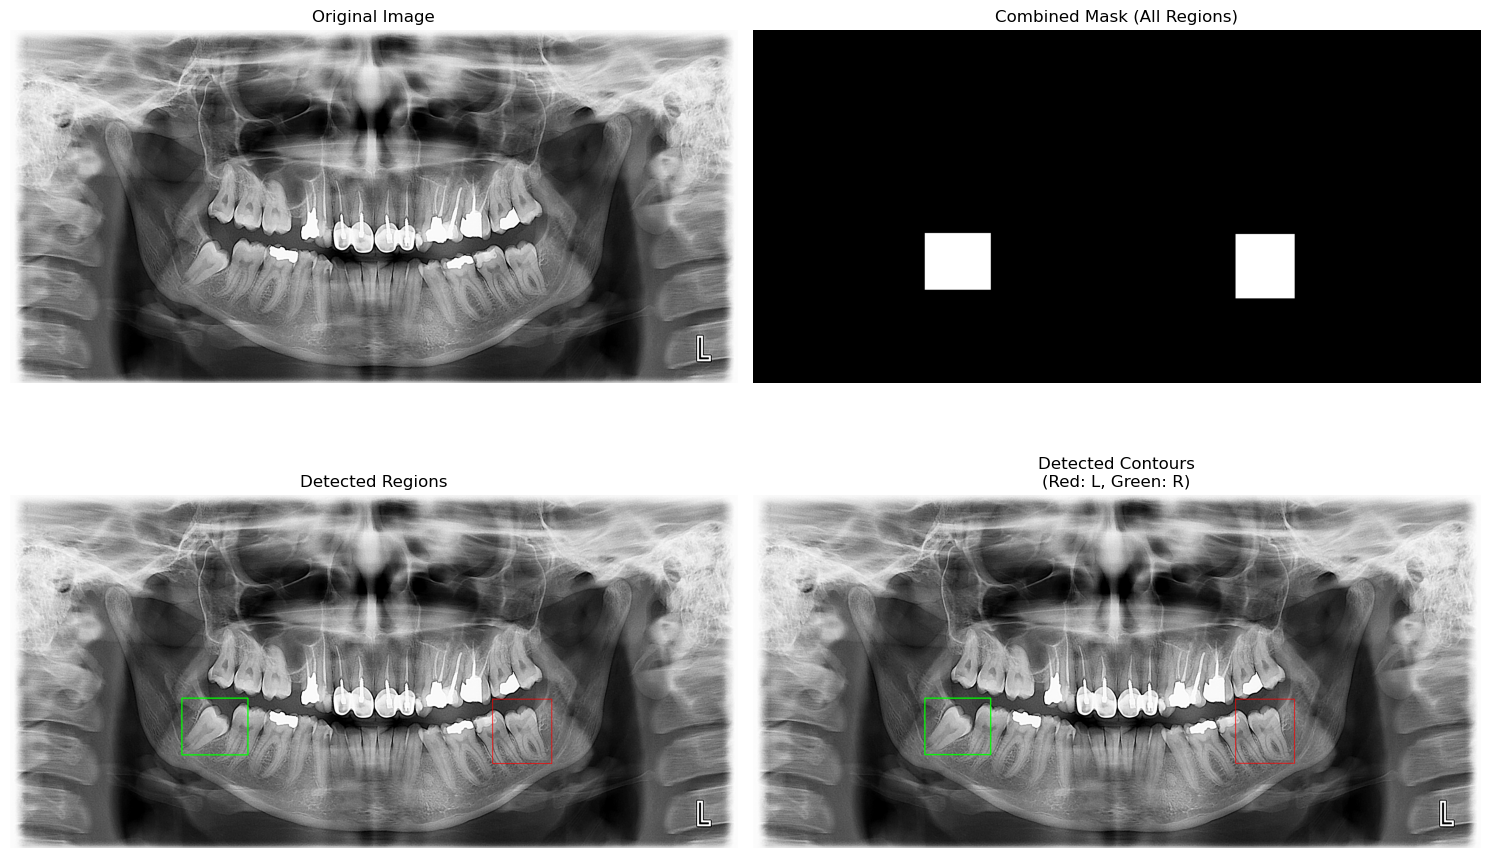 Original Image
Combined Mask (All Regions)
L
Detected Regions
Detected Contours
(Red: L, Green: R)
L
L